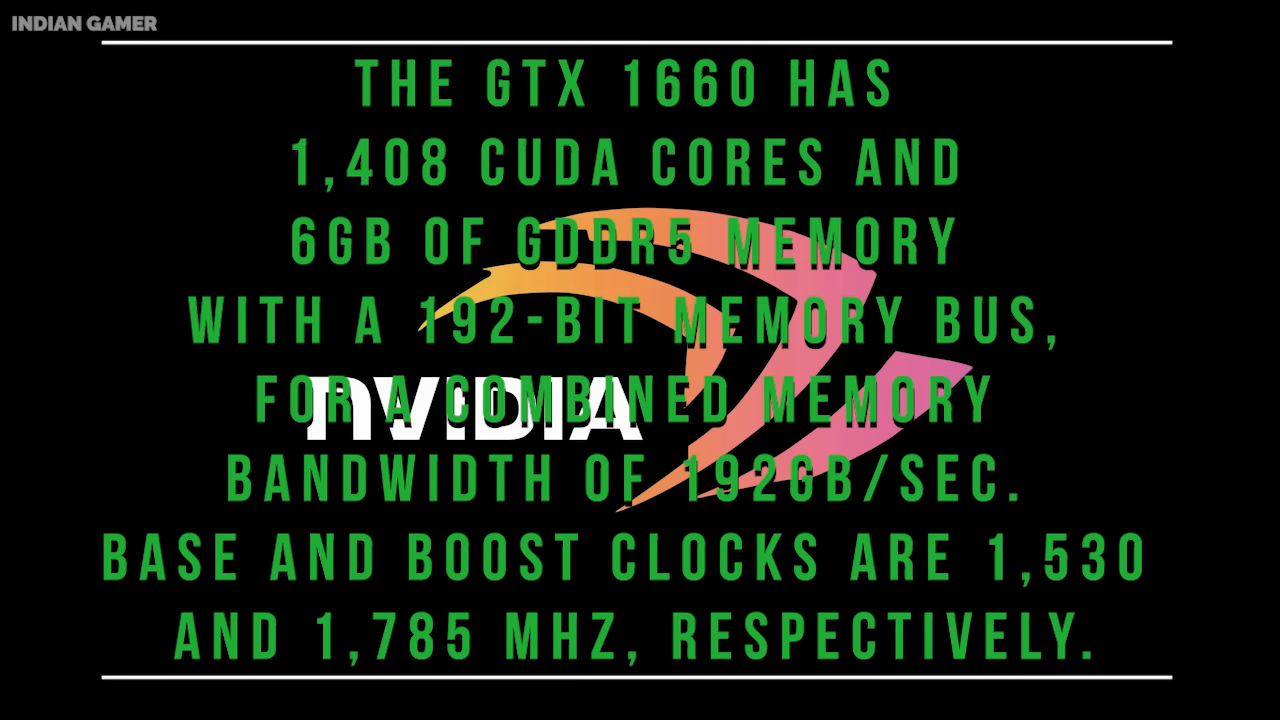 INDIAN GAMER
THE GTX 1660 HAS
1,408 CUDA CORES AND
6GB OF GDDR5 MEMORY
WITH A 192-BIT MEMORY BUS,
FOR A COMBINED MEMORY
nVIDIA
BANDWIDTH OF 192GB/SEC.
BASE AND BOOST CLOCKS ARE 1,530
AND 1,785 MHZ, RESPECTIVELY.